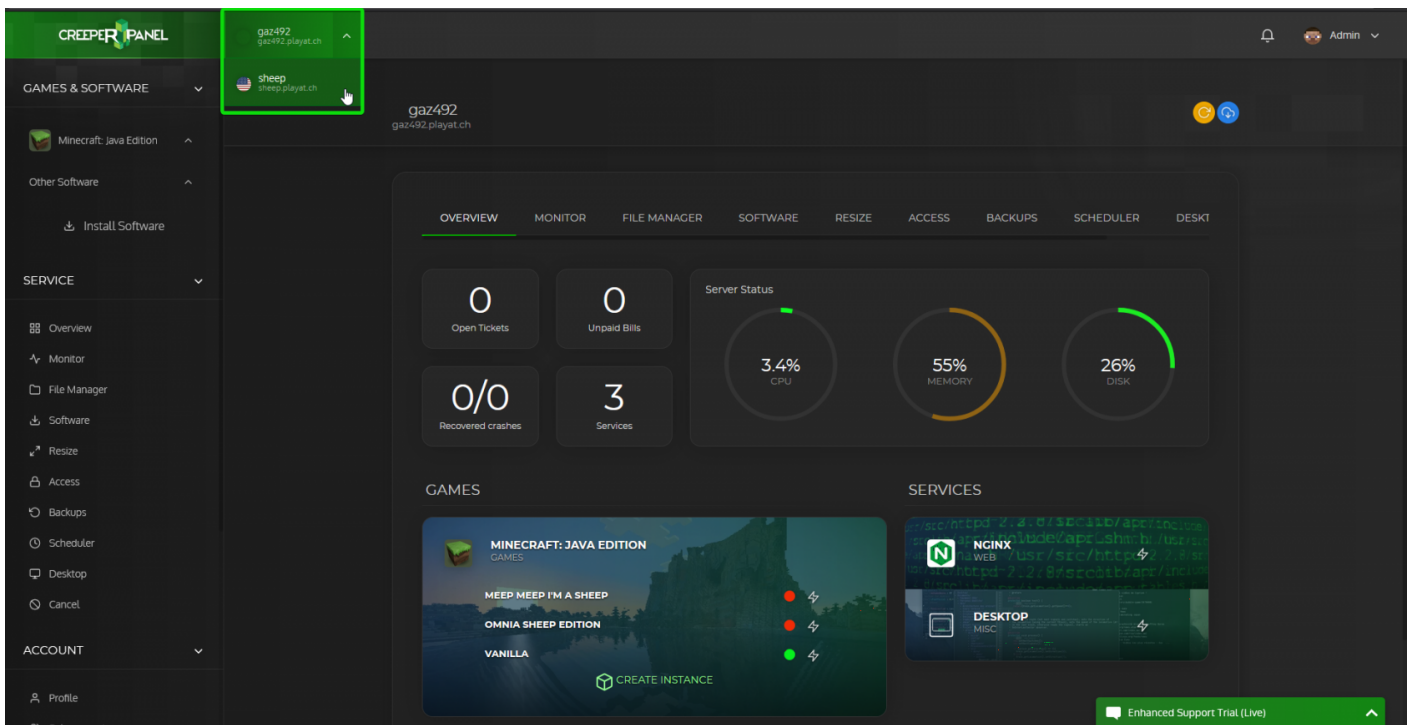 CREEPER PANEL
gaz492
gaz492.playat.ch
Admin
sheep
sheep.playat.ch
GAMES & SOFTWARE
Minecraft: Java Edition
Other Software
Install Software
SERVICE
Overview
Monitor
File Manager
Software
Resize
Access
Backups
Scheduler
Desktop
Cancel
ACCOUNT
Profile
gaz492
gaz492.playat.ch
OVERVIEW MONITOR FILE MANAGER SOFTWARE RESIZE ACCESS BACKUPS SCHEDULER DESKT
0
Open Tickets
0
Unpaid Bills
0/0
Recovered crashes
3
Services
Server Status
3.4%
CPU
55%
MEMORY
26%
DISK
GAMES
MINECRAFT: JAVA EDITION
GAMES
MEEP MEEP I'M A SHEEP
OMNIA SHEEP EDITION
VANILLA
CREATE INSTANCE
SERVICES
NGINX
WEB
DESKTOP
MISC
Enhanced Support Trial (Live)